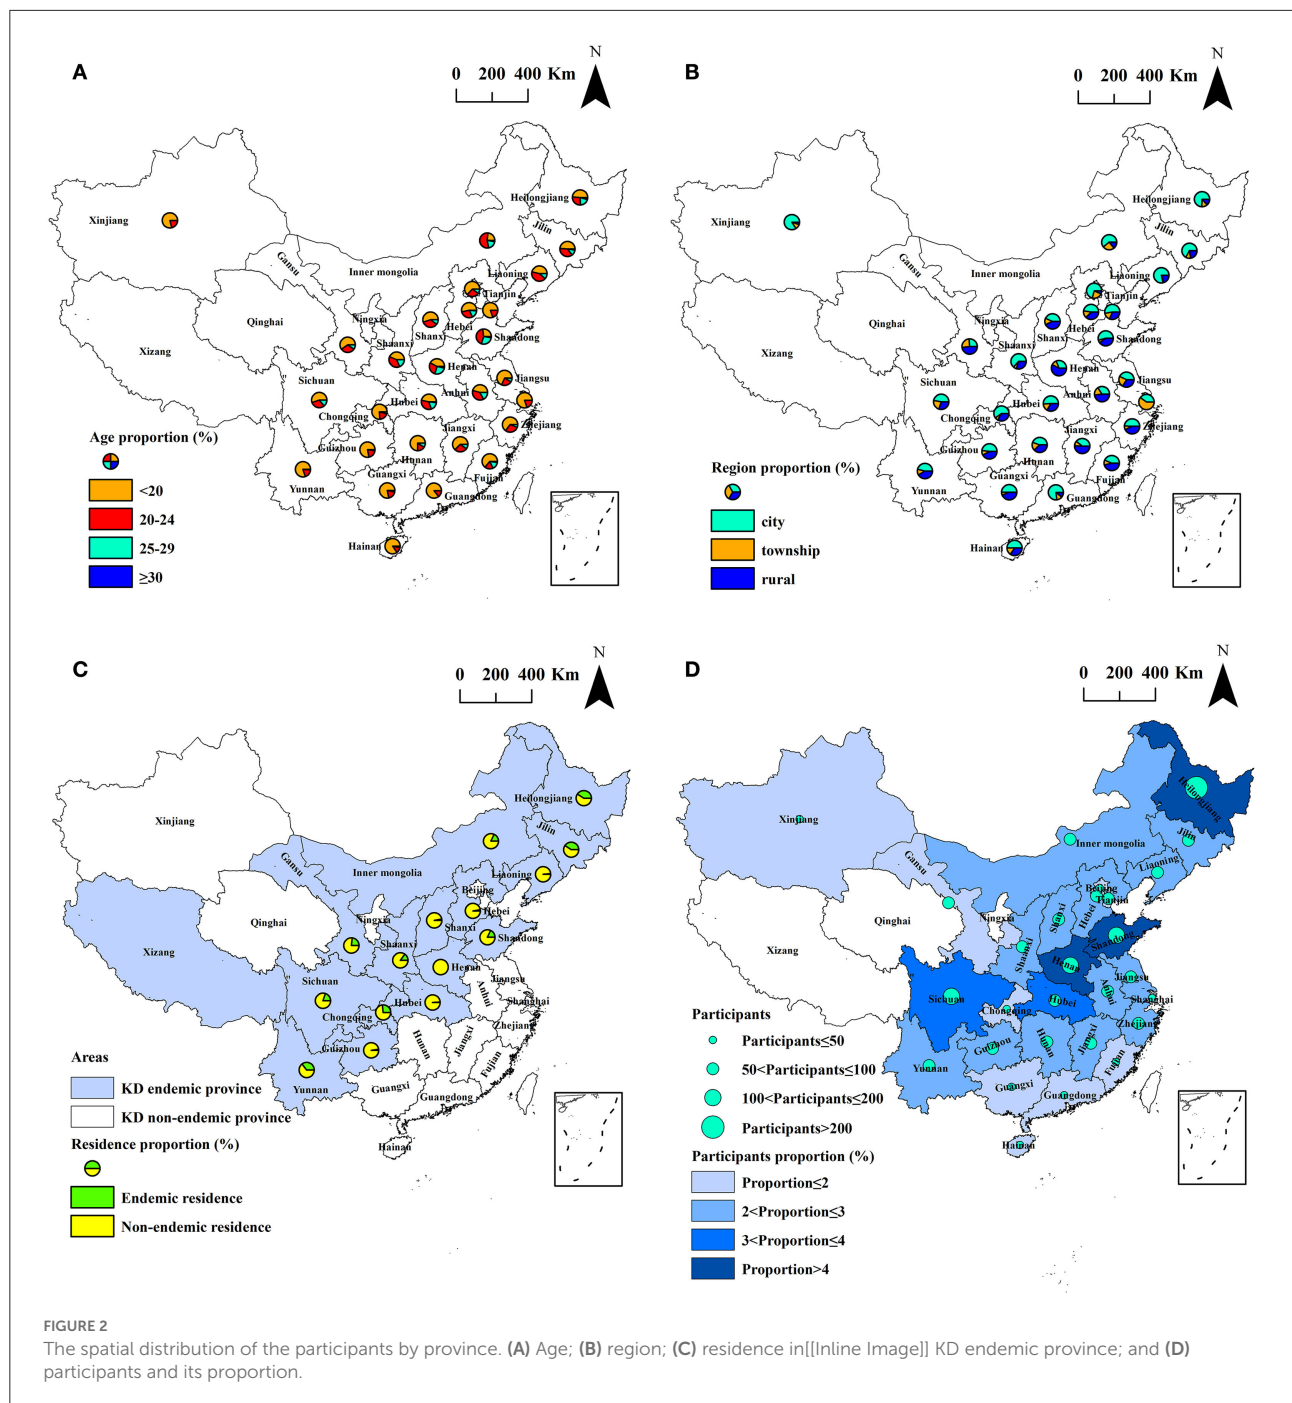 A
0 200 400 Km
N
Heilongjiang
Xinjiang
Jilin
Gansu
Inner mongolia
Liaoning
Tianjin
Ningxia
Qinghai
Hebei
Shanxi
Shandong
Shaanxi
Xizang
Henan
Sichuan
Jiangsu
Anhui
Hubei
Chongqing
Zhejiang
Jiangxi
Guizhou
Hunan
Fujian
Yunnan
Guangxi
Guangdong
Hainan
Age proportion (%)
<20
20-24
25-29
≥30
B
0 200 400 Km
N
Heilongjiang
Xinjiang
Jilin
Gansu
Inner mongolia
Liaoning
Tianjin
Ningxia
Qinghai
Hebei
Shanxi
Shandong
Shaanxi
Xizang
Henan
Sichuan
Jiangsu
Anhui
Hubei
Chongqing
Zhejiang
Jiangxi
Guizhou
Hunan
Fujian
Yunnan
Guangxi
Guangdong
Hainan
Region proportion (%)
city
township
rural
C
0 200 400 Km
N
Heilongjiang
Xinjiang
Jilin
Gansu
Inner mongolia
Liaoning
Beijing
Hebei
Ningxia
Qinghai
Shanxi
Shandong
Shaanxi
Xizang
Henan
Sichuan
Jiangsu
Anhui
Hubei
Shanghai
Chongqing
Zhejiang
Hunan
Jiangxi
Guizhou
Fujian
Yunnan
Guangxi
Guangdong
Hainan
Areas
KD endemic province
KD non-endemic province
Residence proportion (%)
Endemic residence
Non-endemic residence
D
0 200 400 Km
N
Heilongjiang
Xinjiang
Jilin
Inner mongolia
Gansu
Liaoning
Beijing
Tianjin
Hebei
Shanxi
Ningxia
Qinghai
Shandong
Shaanxi
Xizang
Henan
Jiangsu
Anhui
Sichuan
Hubei
Shanghai
Chongqing
Zhejiang
Hunan
Jiangxi
Guizhou
Fujian
Yunnan
Guangxi
Guangdong
Hainan
Participants
Participants≤50
50<Participants≤100
100<Participants≤200
Participants>200
Participants proportion (%)
Proportion≤2
2<Proportion≤3
3<Proportion≤4
Proportion>4
FIGURE 2
The spatial distribution of the participants by province. (A) Age; (B) region; (C) residence in[[Inline Image]] KD endemic province; and (D)
participants and its proportion.